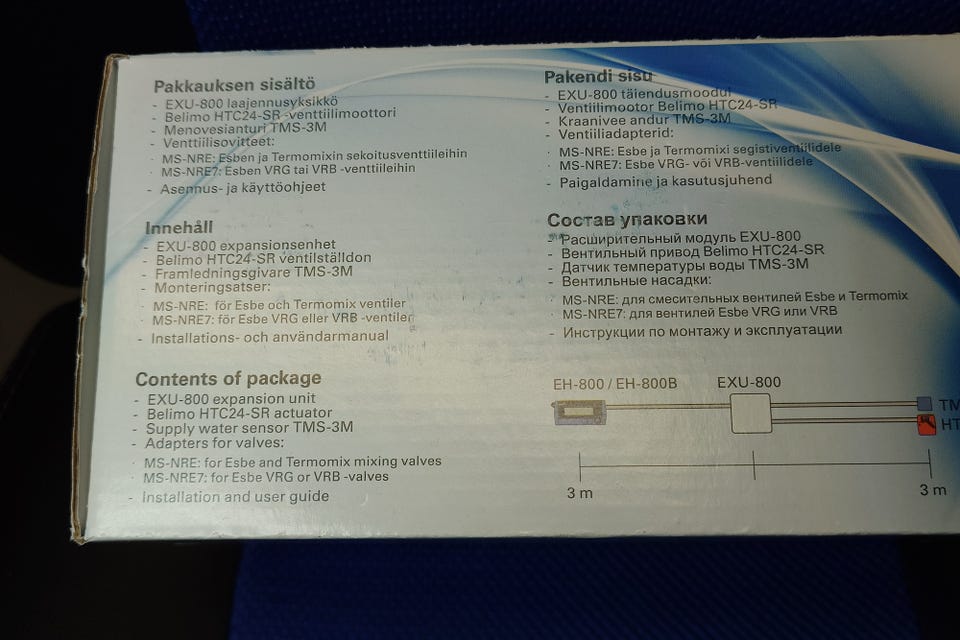 Pakkauksen sisältö
- EXU-800 laajennusyksikkö
- Belimo HTC24-SR -venttiilimoottori
- Menovesianturi TMS-3M
- Venttiilisovitteet:
· MS-NRE: Esben ja Termomixin sekoitusventtiileihin
· MS-NRE7: Esben VRG tai VRB -venttiileihin
- Asennus- ja käyttöohjeet
Innehåll
- EXU-800 expansionsenhet
- Belimo HTC24-SR ventilställdon
- Framledningsgivare TMS-3M
- Monteringsatser:
· MS-NRE: för Esbe och Termomix ventiler
· MS-NRE7: för Esbe VRG eller VRB -ventiler
- Installations- och användarmanual
Contents of package
- EXU-800 expansion unit
- Belimo HTC24-SR actuator
- Supply water sensor TMS-3M
- Adapters for valves:
· MS-NRE: for Esbe and Termomix mixing valves
· MS-NRE7: for Esbe VRG or VRB -valves
- Installation and user guide
Pakendi sisu
- EXU-800 täiendusmoodul
- Ventiilimootor Belimo HTC24-SR
- Kraanivee andur TMS-3M
- Ventiiliadapterid:
· MS-NRE: Esbe ja Termomixi segistiventiilidele
· MS-NRE7: Esbe VRG- või VRB-ventiilidele
- Paigaldamine ja kasutusjuhend
Состав упаковки
- Расширительный модуль EXU-800
- Вентильный привод Belimo HTC24-SR
- Датчик температуры воды TMS-3M
- Вентильные насадки:
· MS-NRE: для смесительных вентилей Esbe и Termomix
· MS-NRE7: для вентилей Esbe VRG или VRB
- Инструкции по монтажу и эксплуатации
EH-800 / EH-800B EXU-800
TM
HT
3 m 3 m